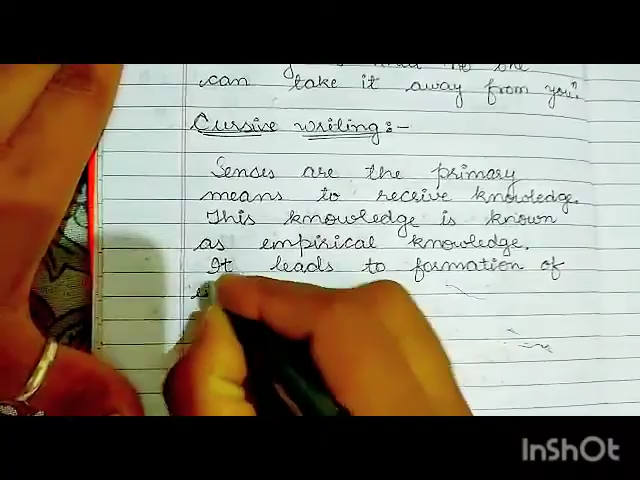 can take it away from you".
Cursive writing:-
Senses are the primary
means to receive knowledge.
This knowledge is known
as empirical knowledge.
It leads to formation of
InShOt